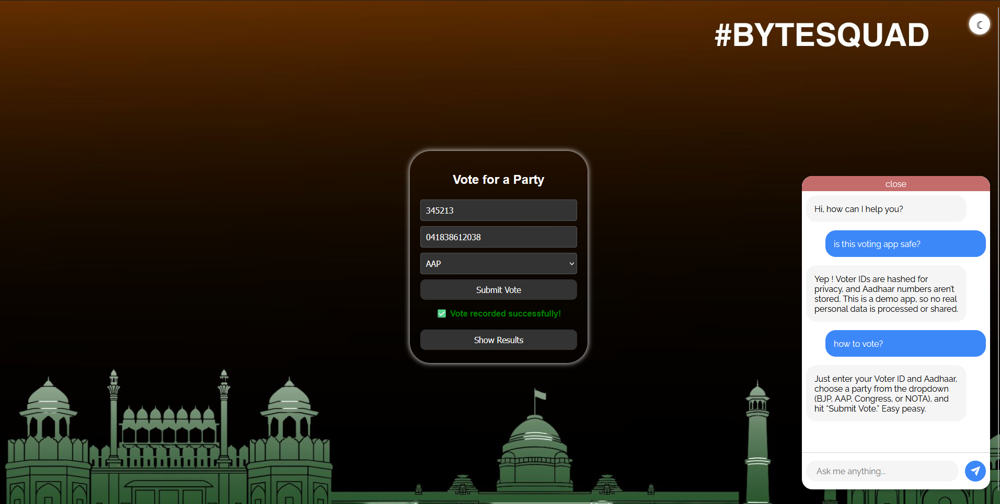 #BYTESQUAD
Vote for a Party
345213
041838612038
AAP
Submit Vote
✅ Vote recorded successfully!
Show Results
close
Hi, how can I help you?
is this voting app safe?
Yep ! Voter IDs are hashed for
privacy, and Aadhaar numbers aren't
stored. This is a demo app, so no real
personal data is processed or shared.
how to vote?
Just enter your Voter ID and Aadhaar,
choose a party from the dropdown
(BJP, AAP, Congress, or NOTA), and
hit “Submit Vote.” Easy peasy.
Ask me anything...